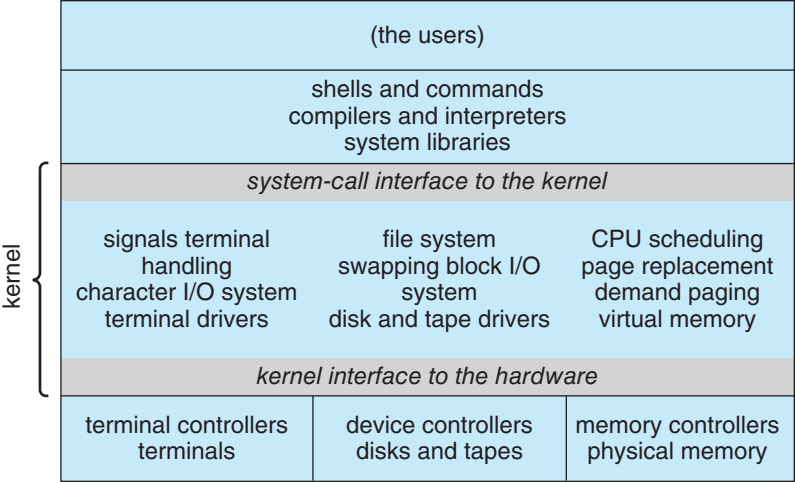 (the users)
shells and commands
compilers and interpreters
system libraries
system-call interface to the kernel
kernel
signals terminal
handling
character I/O system
terminal drivers
file system
swapping block I/O
system
disk and tape drivers
CPU scheduling
page replacement
demand paging
virtual memory
kernel interface to the hardware
terminal controllers
terminals
device controllers
disks and tapes
memory controllers
physical memory